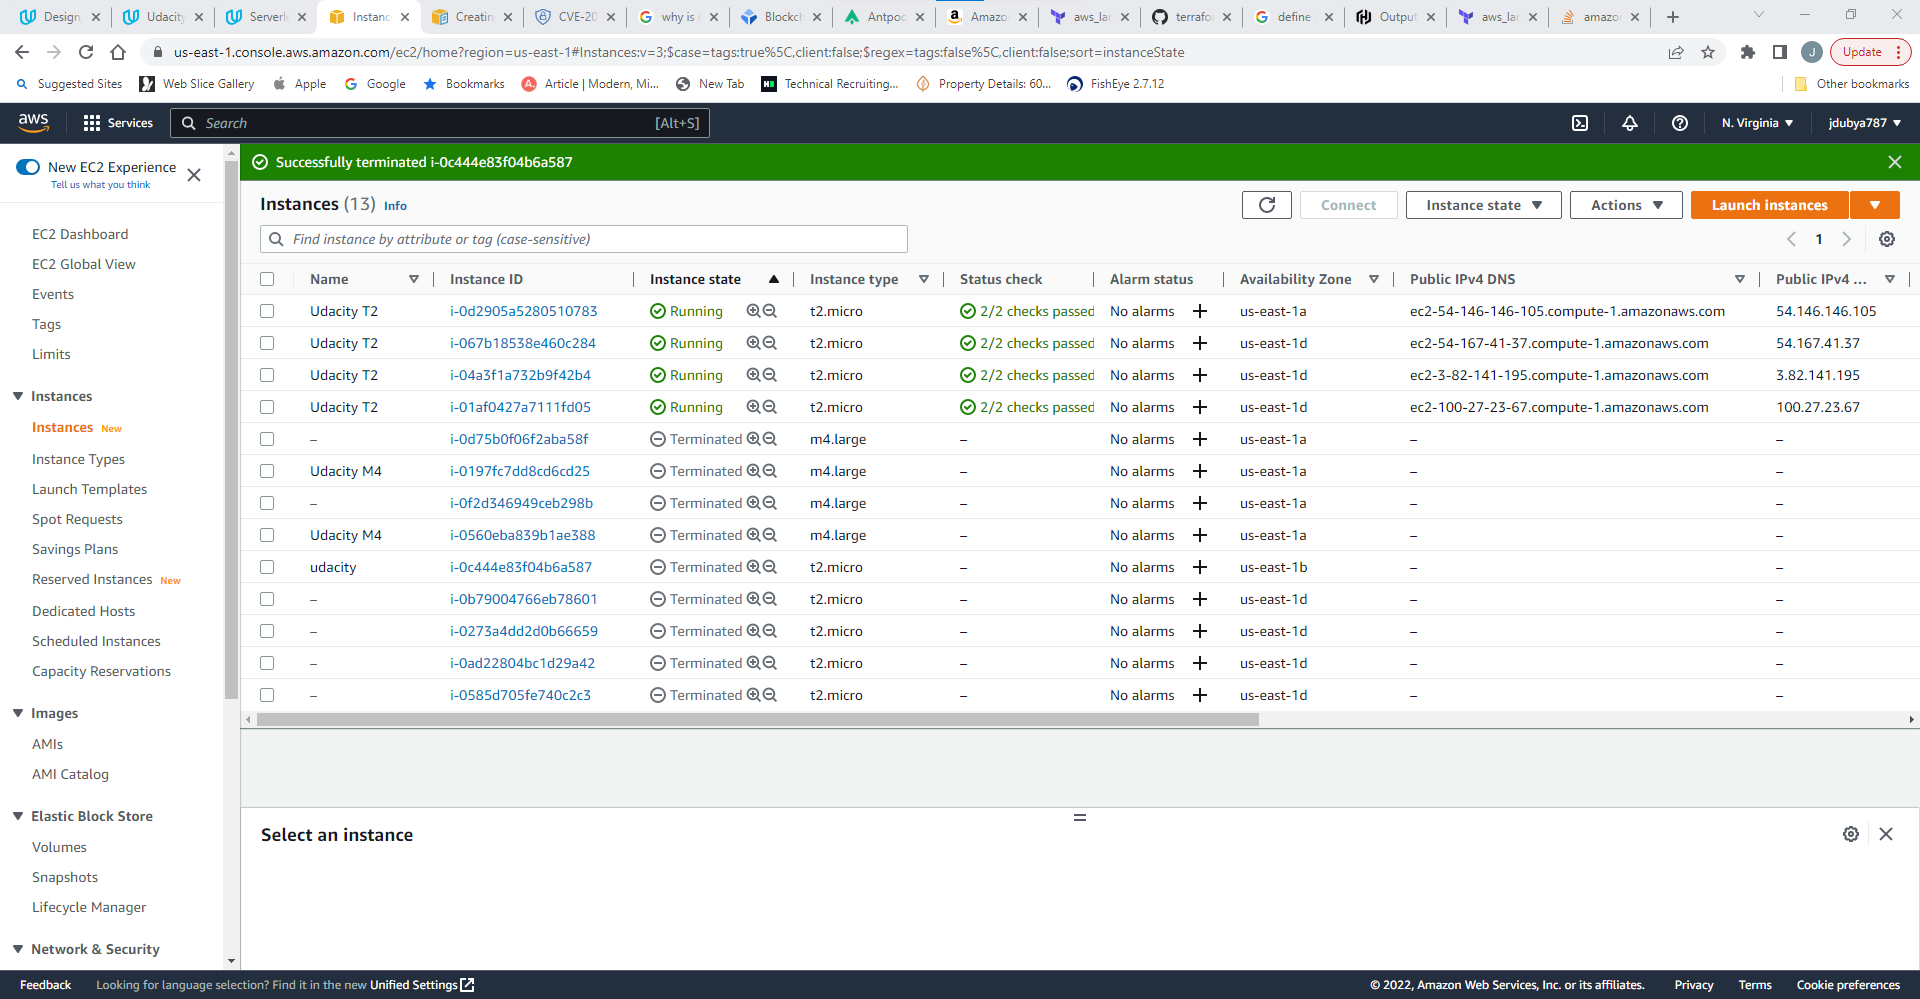 Design, Udacity Serverle Instanc Creatin CVE-20 why is r Blockch Antpoo Amazo aws_lar terrafor define Output aws_lar amazor
us-east-1.console.aws.amazon.com/ec2/home?region=us-east-1#Instances:v=3;$case=tags:true%5C,client:false;$regex=tags:false%5C,client:false;sort=instanceState J Update
Suggested Sites Web Slice Gallery Apple Google Bookmarks Article | Modern, Mi... New Tab Technical Recruiting... Property Details: 60... FishEye 2.7.12 Other bookmarks
aws Services Search [Alt+S] N. Virginia jdubya787
New EC2 Experience
Tell us what you think
EC2 Dashboard
EC2 Global View
Events
Tags
Limits
Instances
Instances New
Instance Types
Launch Templates
Spot Requests
Savings Plans
Reserved Instances New
Dedicated Hosts
Scheduled Instances
Capacity Reservations
Images
AMIs
AMI Catalog
Elastic Block Store
Volumes
Snapshots
Lifecycle Manager
Network & Security
Successfully terminated i-0c444e83f04b6a587
Instances (13) Info Connect Instance state Actions Launch instances
Find instance by attribute or tag (case-sensitive) 1
Name Instance ID Instance state Instance type Status check Alarm status Availability Zone Public IPv4 DNS Public IPv4 ...
Udacity T2 i-0d2905a5280510783 Running t2.micro 2/2 checks passed No alarms us-east-1a ec2-54-146-146-105.compute-1.amazonaws.com 54.146.146.105
Udacity T2 i-067b18538e460c284 Running t2.micro 2/2 checks passed No alarms us-east-1d ec2-54-167-41-37.compute-1.amazonaws.com 54.167.41.37
Udacity T2 i-04a3f1a732b9f42b4 Running t2.micro 2/2 checks passed No alarms us-east-1d ec2-3-82-141-195.compute-1.amazonaws.com 3.82.141.195
Udacity T2 i-01af0427a7111fd05 Running t2.micro 2/2 checks passed No alarms us-east-1d ec2-100-27-23-67.compute-1.amazonaws.com 100.27.23.67
– i-0d75b0f06f2aba58f Terminated m4.large – No alarms us-east-1a – –
Udacity M4 i-0197fc7dd8cd6cd25 Terminated m4.large – No alarms us-east-1a – –
– i-0f2d346949ceb298b Terminated m4.large – No alarms us-east-1a – –
Udacity M4 i-0560eba839b1ae388 Terminated m4.large – No alarms us-east-1a – –
udacity i-0c444e83f04b6a587 Terminated t2.micro – No alarms us-east-1b – –
– i-0b79004766eb78601 Terminated t2.micro – No alarms us-east-1d – –
– i-0273a4dd2d0b66659 Terminated t2.micro – No alarms us-east-1d – –
– i-0ad22804bc1d29a42 Terminated t2.micro – No alarms us-east-1d – –
– i-0585d705fe740c2c3 Terminated t2.micro – No alarms us-east-1d – –
Select an instance
Feedback Looking for language selection? Find it in the new Unified Settings © 2022, Amazon Web Services, Inc. or its affiliates. Privacy Terms Cookie preferences